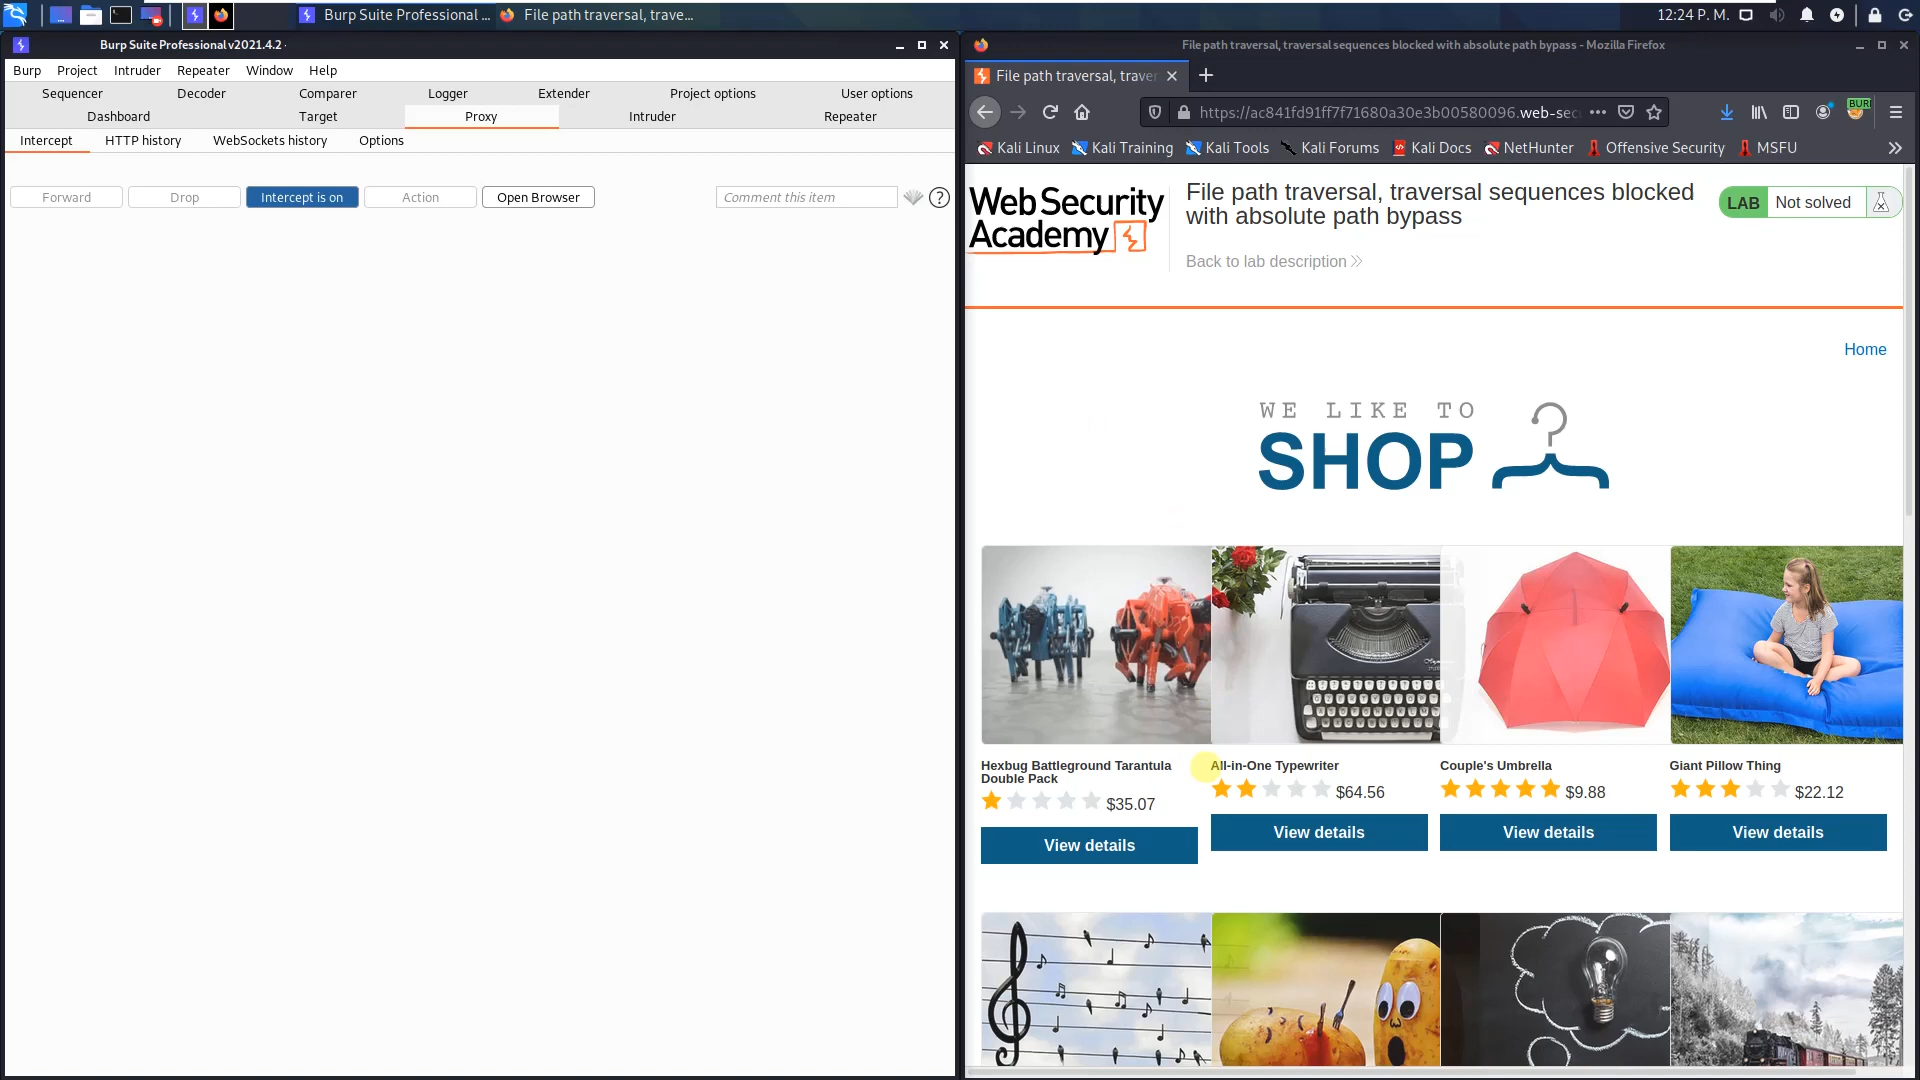 Burp Suite Professional ...
File path traversal, trave...
12:24 P. M.
Burp Suite Professional v2021.4.2
Burp Project Intruder Repeater Window Help
Sequencer Decoder Comparer Logger Extender Project options User options
Dashboard Target Proxy Intruder Repeater
Intercept HTTP history WebSockets history Options
Forward Drop Intercept is on Action Open Browser Comment this item ?
File path traversal, traversal sequences blocked with absolute path bypass - Mozilla Firefox
File path traversal, traver
https://ac841fd91ff7f71680a30e3b00580096.web-sec
BUR
Kali Linux Kali Training Kali Tools Kali Forums Kali Docs NetHunter Offensive Security MSFU
Web Security
Academy
File path traversal, traversal sequences blocked
with absolute path bypass
LAB Not solved
Back to lab description
Home
WE LIKE TO
SHOP
Hexbug Battleground Tarantula
Double Pack
$35.07
View details
All-in-One Typewriter
$64.56
View details
Couple's Umbrella
$9.88
View details
Giant Pillow Thing
$22.12
View details